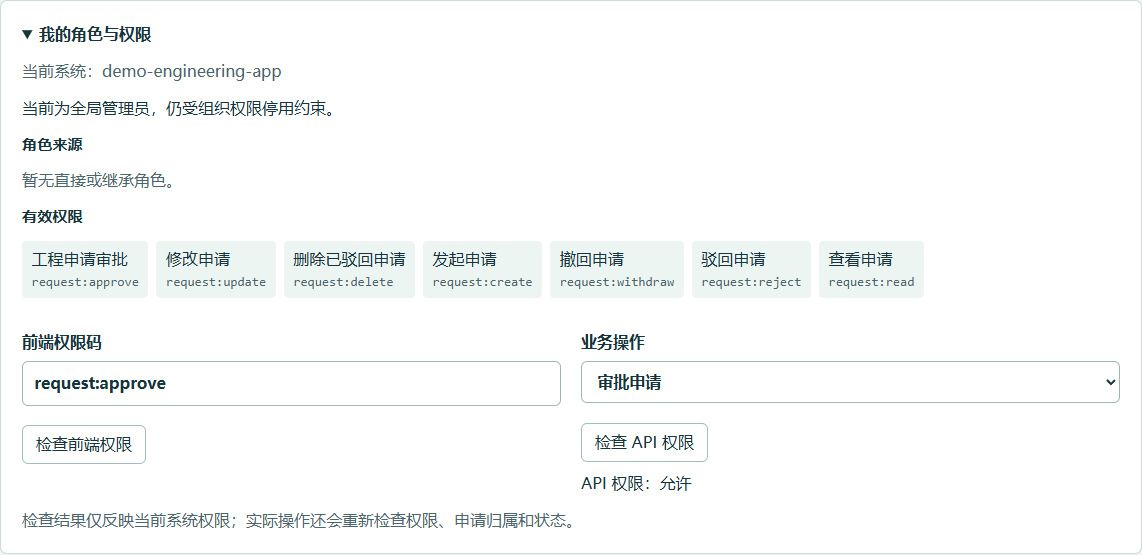 ▼ 我的角色与权限
当前系统：demo-engineering-app
当前为全局管理员，仍受组织权限停用约束。
角色来源
暂无直接或继承角色。
有效权限
工程申请审批 修改申请 删除已驳回申请 发起申请 撤回申请 驳回申请 查看申请
request:approve request:update request:delete request:create request:withdraw request:reject request:read
前端权限码 业务操作
request:approve 审批申请
检查前端权限 检查 API 权限
API 权限：允许
检查结果仅反映当前系统权限；实际操作还会重新检查权限、申请归属和状态。